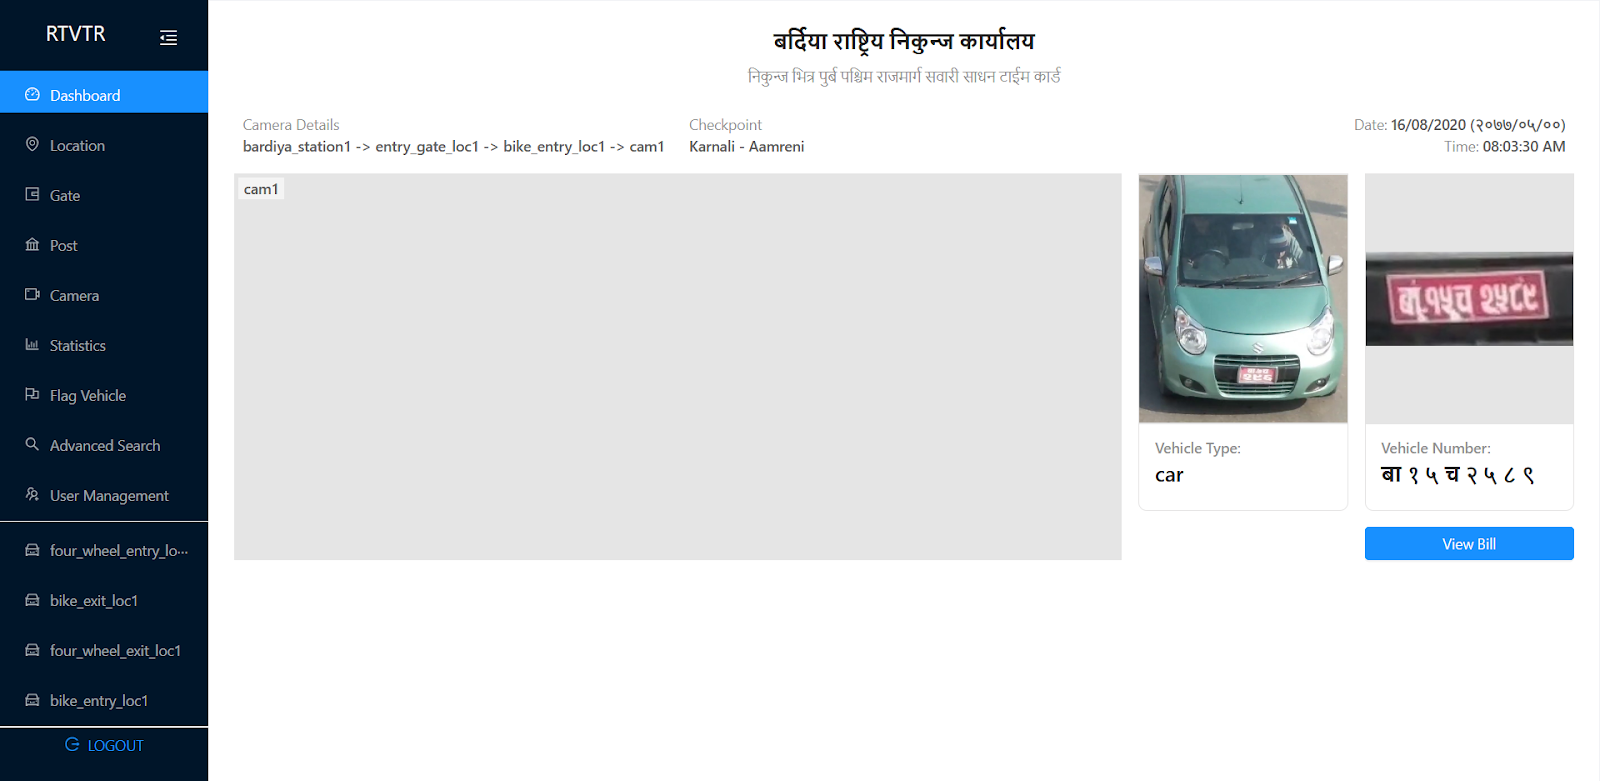 RTVTR
Dashboard
Location
Gate
Post
Camera
Statistics
Flag Vehicle
Advanced Search
User Management
four_wheel_entry_lo···
bike_exit_loc1
four_wheel_exit_loc1
bike_entry_loc1
LOGOUT
बर्दिया राष्ट्रिय निकुन्ज कार्यालय
निकुन्ज भित्र पुर्ब पश्चिम राजमार्ग सवारी साधन टाईम कार्ड
Camera Details
bardiya_station1 -> entry_gate_loc1 -> bike_entry_loc1 -> cam1
Checkpoint
Karnali - Aamreni
Date: 16/08/2020 (२०७७/०५/००)
Time: 08:03:30 AM
cam1
बा १५ च २५८९
Vehicle Type:
car
Vehicle Number:
बा १ ५ च २ ५ ८ ९
View Bill